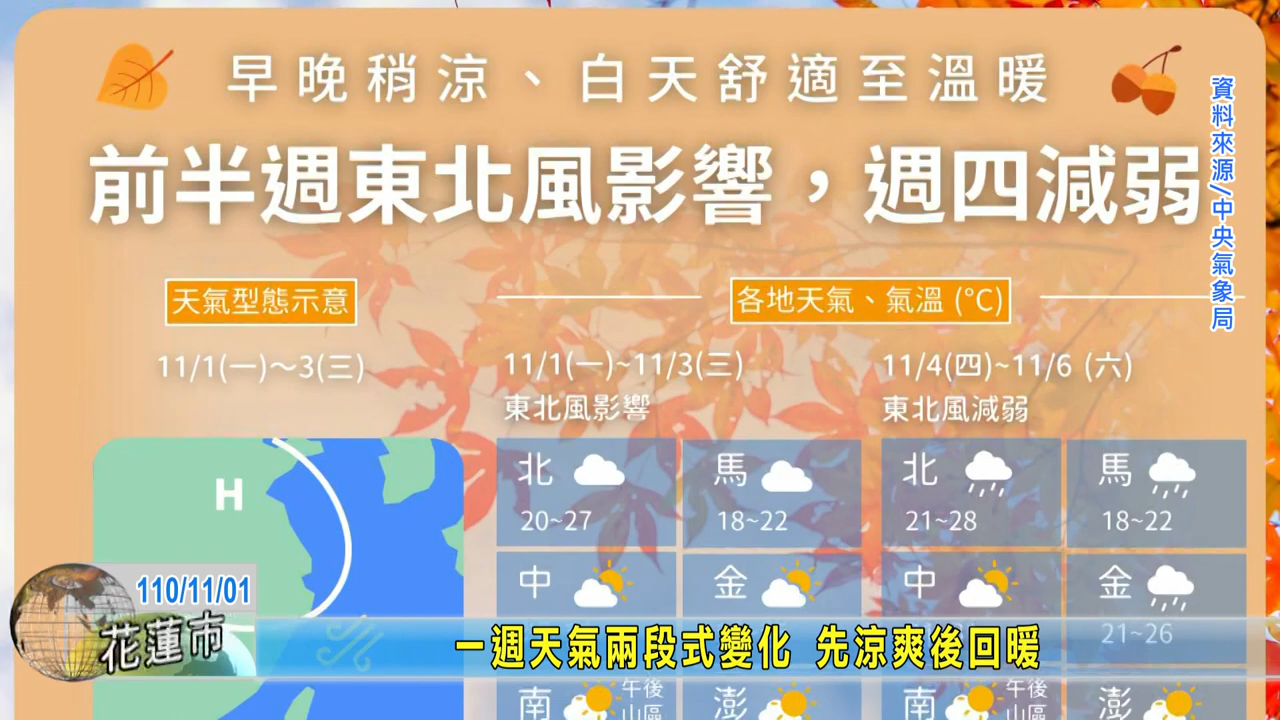 早晚稍涼、白天舒適至溫暖
前半週東北風影響，週四減弱
資料來源/中央氣象局
天氣型態示意
各地天氣、氣溫 (°C)
11/1(一)～3(三)
11/1(一)~11/3(三)
東北風影響
11/4(四)~11/6 (六)
東北風減弱
H
北
20~27
馬
18~22
北
21~28
馬
18~22
中
金
中
金
21~26
110/11/01
花蓮市
一週天氣兩段式變化 先涼爽後回暖
南
午後
山區
澎
南
午後
山區
澎